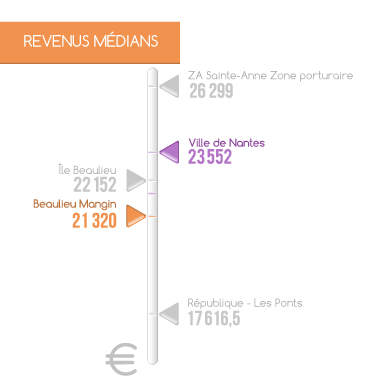 REVENUS MÉDIANS
ZA Sainte-Anne Zone porturaire
26 299
Ville de Nantes
23 552
Île Beaulieu
22 152
Beaulieu Mangin
21 320
République - Les Ponts
17 616,5
€